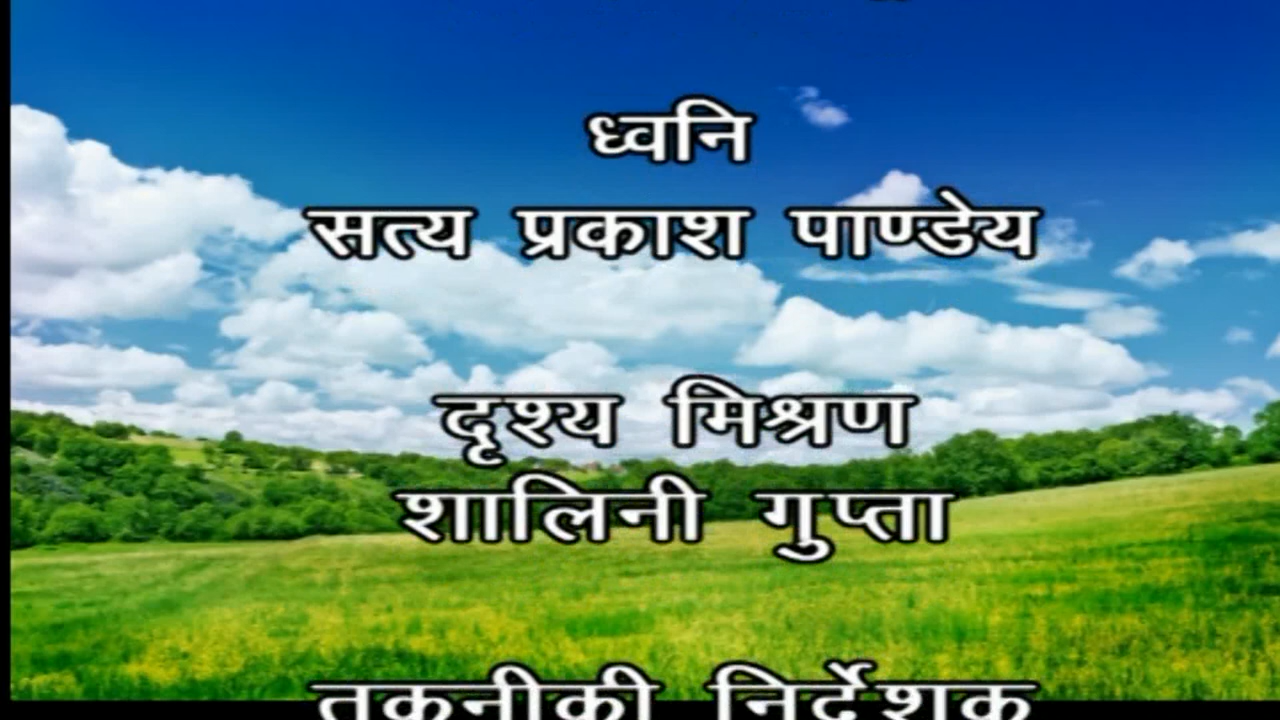 ध्वनि
सत्य प्रकाश पाण्डेय
दृश्य मिश्रण
शालिनी गुप्ता
तकनीकी निर्देशक